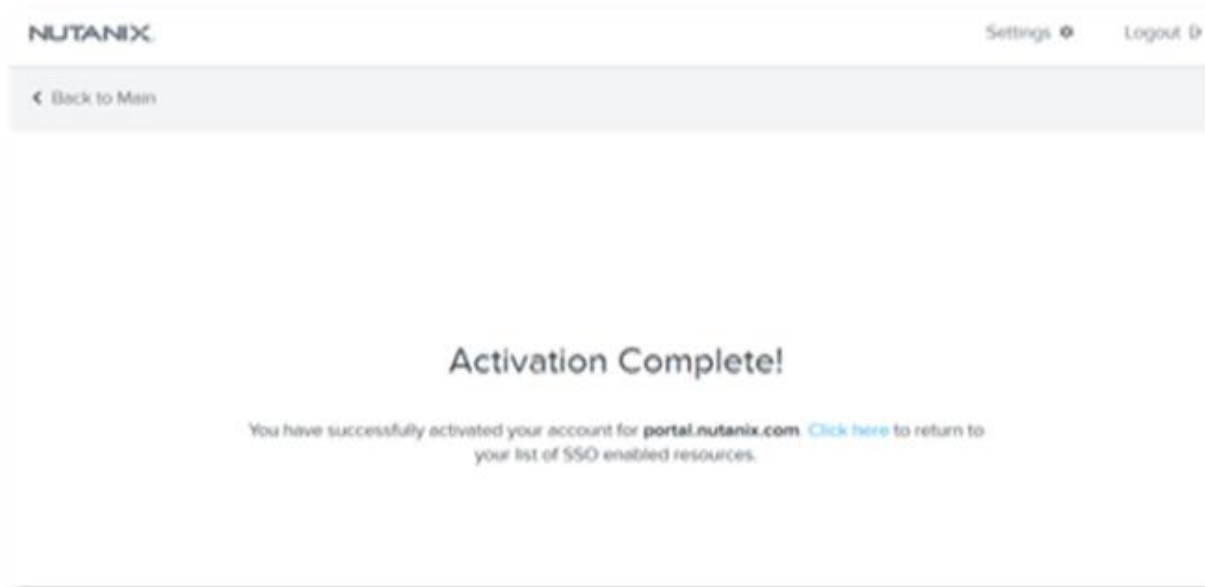 NUTANIX
Settings Logout
Back to Main
Activation Complete!
You have successfully activated your account for portal.nutanix.com. Click here to return to
your list of SSO enabled resources.